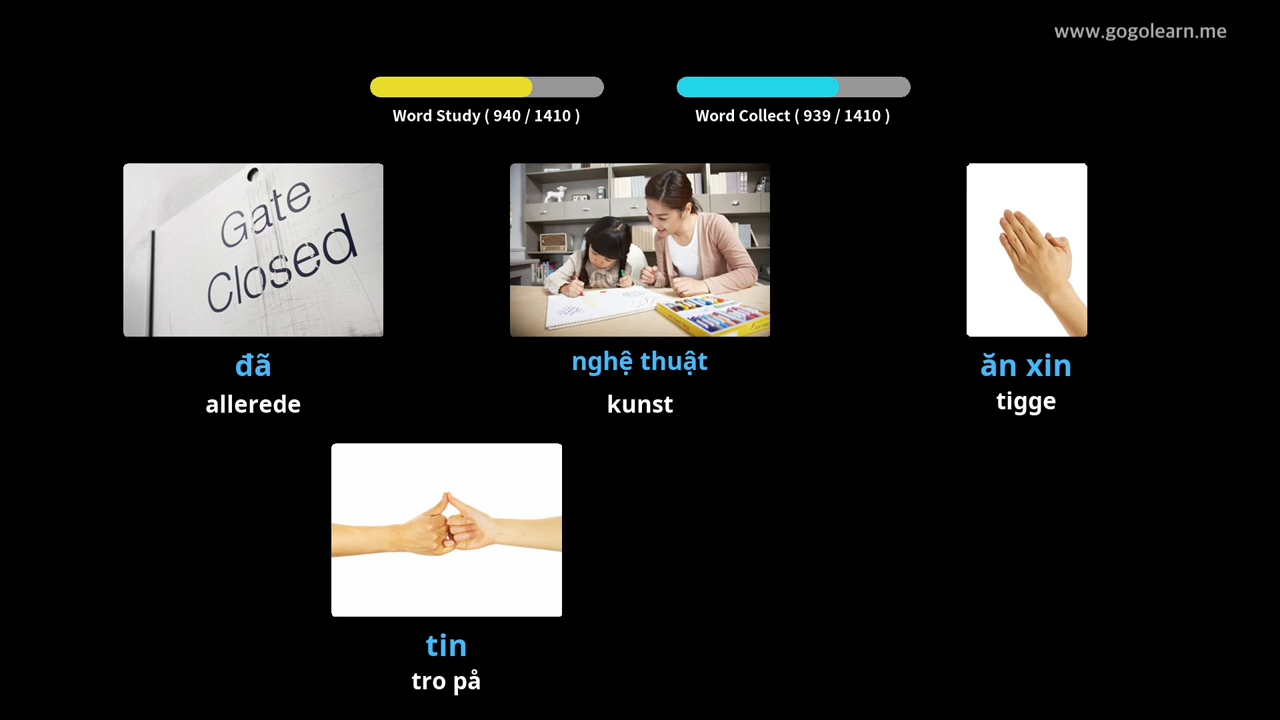 www.gogolearn.me
Word Study ( 940 / 1410 )
Word Collect ( 939 / 1410 )
Gate
Closed
đã
allerede
nghệ thuật
kunst
ăn xin
tigge
tin
tro på